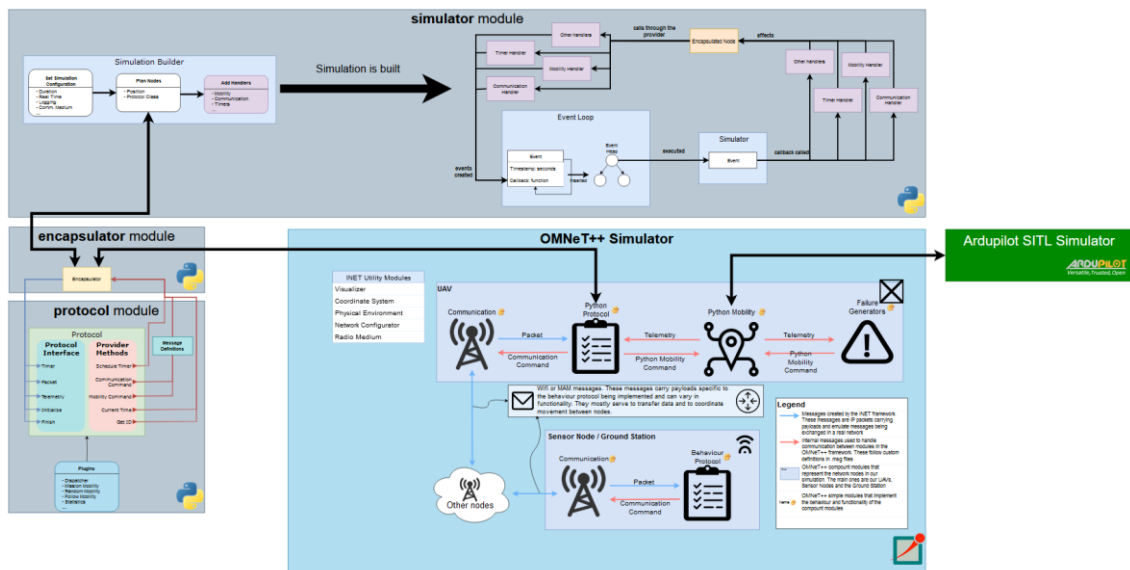 simulator module
Simulation Builder
Set Simulation
Configuration
- Duration
- Real Time
- Logging
- Comm. Medium
...
Plan Nodes
- Position
- Protocol Class
Add Handlers
- Mobility
- Communication
- Timers
...
Simulation is built
Other handlers
Timer Handler
Mobility Handler
Communication
Handler
calls through the
provider
Encapsulated Node
affects
Other Handlers
Mobility Handler
Timer Handler
Communication
Handler
Event Loop
Event
Timestamp: seconds
Callback: function
inserted
Event
Heap
events
created
executed
Simulator
Event
callback called
encapsulator module
Encapsulator
protocol module
Protocol
Protocol
Interface
Provider
Methods
Message
Definitions
Timer
Packet
Telemetry
Initialize
Finish
Schedule Timer
Communication
Command
Mobility Command
Current Time
Get ID
Plugins
- Dispatcher
- Mission Mobility
- Random Mobility
- Follow Mobility
- Statistics
...
OMNeT++ Simulator
INET Utility Modules
Visualizer
Coordinate System
Physical Environment
Network Configurator
Radio Medium
UAV
Communication
Packet
Communication
Command
Python
Protocol
Telemetry
Python Mobility
Command
Python Mobility
Telemetry
Python
Mobility
Command
Failure
Generators
Wifi or MAM messages. These messages carry payloads specific to
the behaviour protocol being implemented and can vary in
functionality. They mostly serve to transfer data and to coordinate
movement between nodes.
Sensor Node / Ground Station
Communication
Packet
Communication
Command
Behaviour
Protocol
Other nodes
Legend
Messages created by the INET framework.
These messages are IP packets carrying
payloads and emulate messages being
exchanged in a real network
Internal messages used to handle
communication between modules in the
OMNeT++ framework. These follow custom
definitions in .msg files
OMNeT++ compount modules that
represent the network nodes in our
simulation. The main ones are our UAVs,
Sensor Nodes and the Ground Station
Name
OMNeT++ simple modules that implement
the behaviour and functionality of the
compount modules
Ardupilot SITL Simulator
ARDUPILOT
Versatile, Trusted, Open